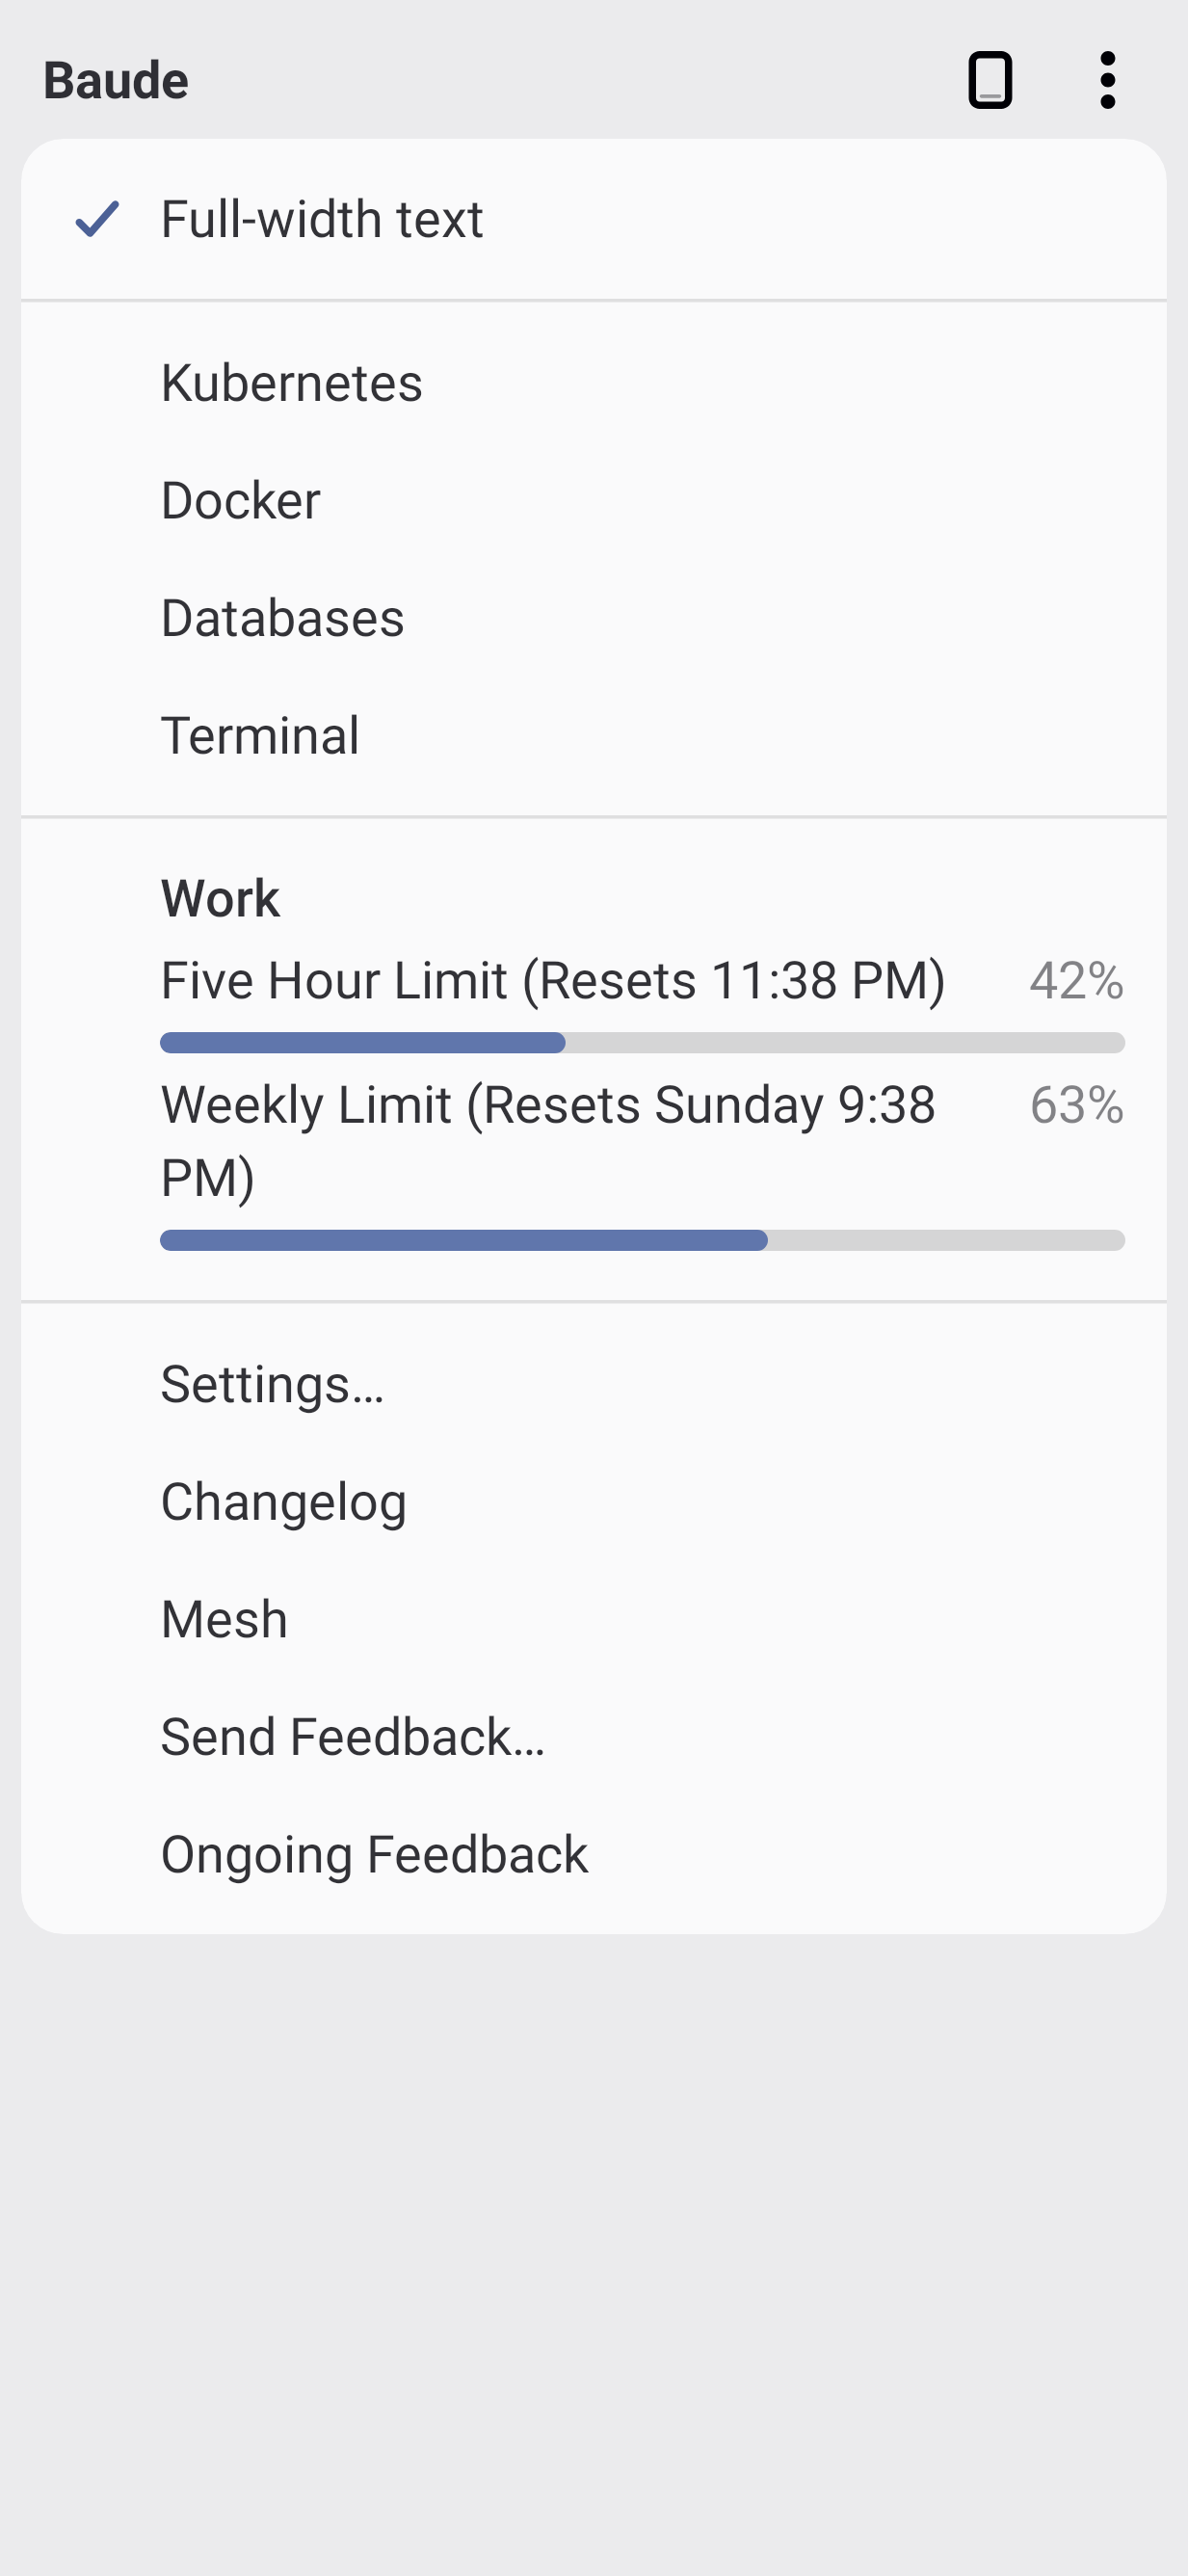 Baude
Full-width text
Kubernetes
Docker
Databases
Terminal
Work
Five Hour Limit (Resets 11:38 PM) 42%
Weekly Limit (Resets Sunday 9:38 63%
PM)
Settings…
Changelog
Mesh
Send Feedback…
Ongoing Feedback